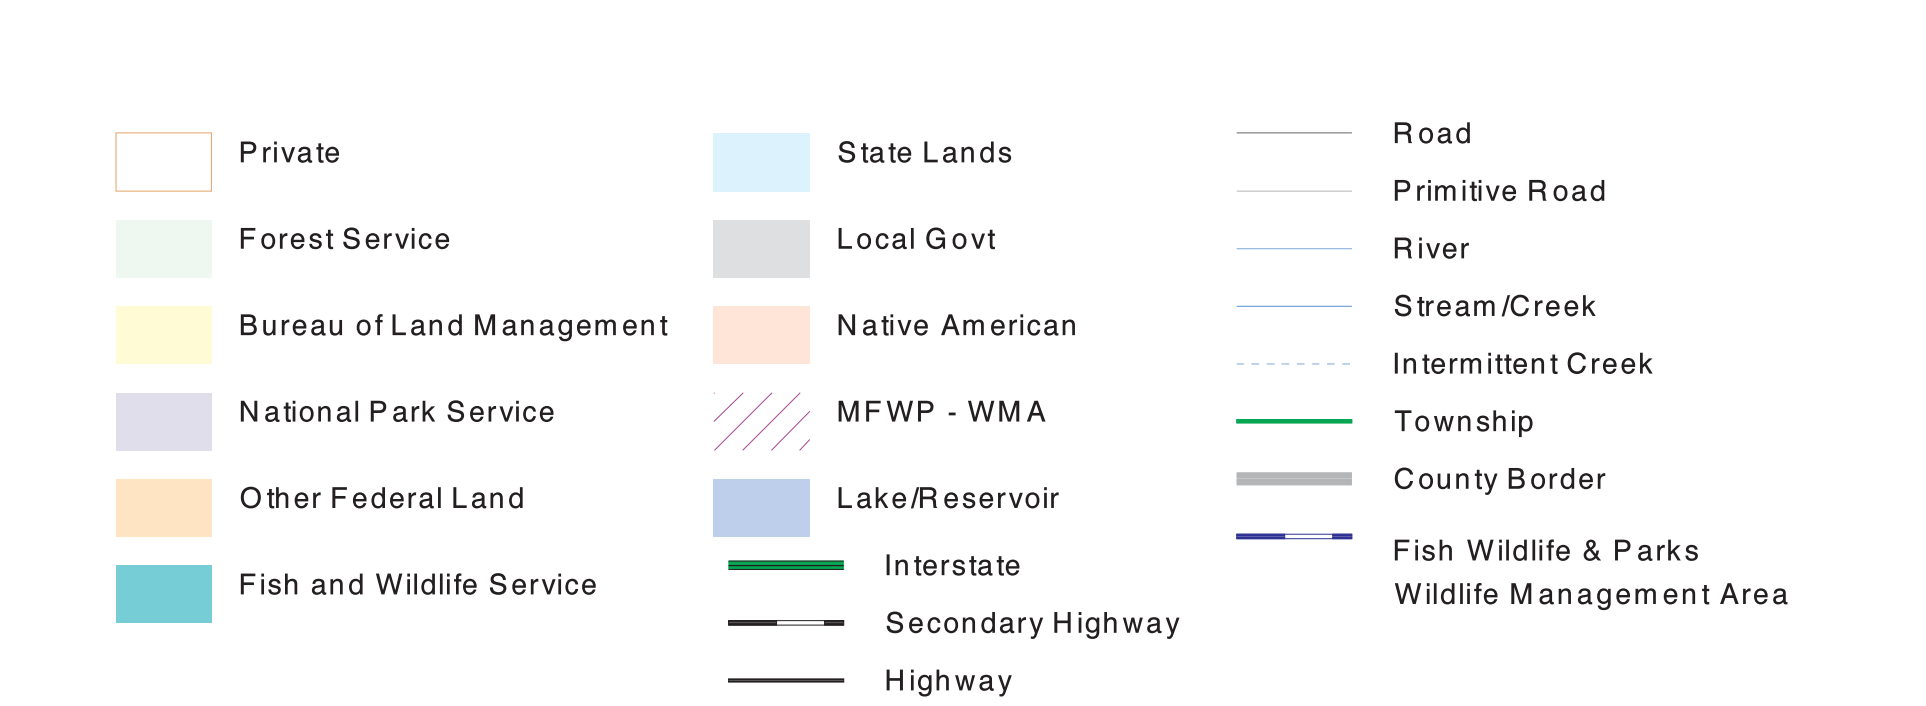 Private
Forest Service
Bureau of Land Management
National Park Service
Other Federal Land
Fish and Wildlife Service
State Lands
Local Govt
Native American
MFWP - WMA
Lake/Reservoir
Interstate
Secondary Highway
Highway
Road
Primitive Road
River
Stream/Creek
Intermittent Creek
Township
County Border
Fish Wildlife & Parks
Wildlife Management Area